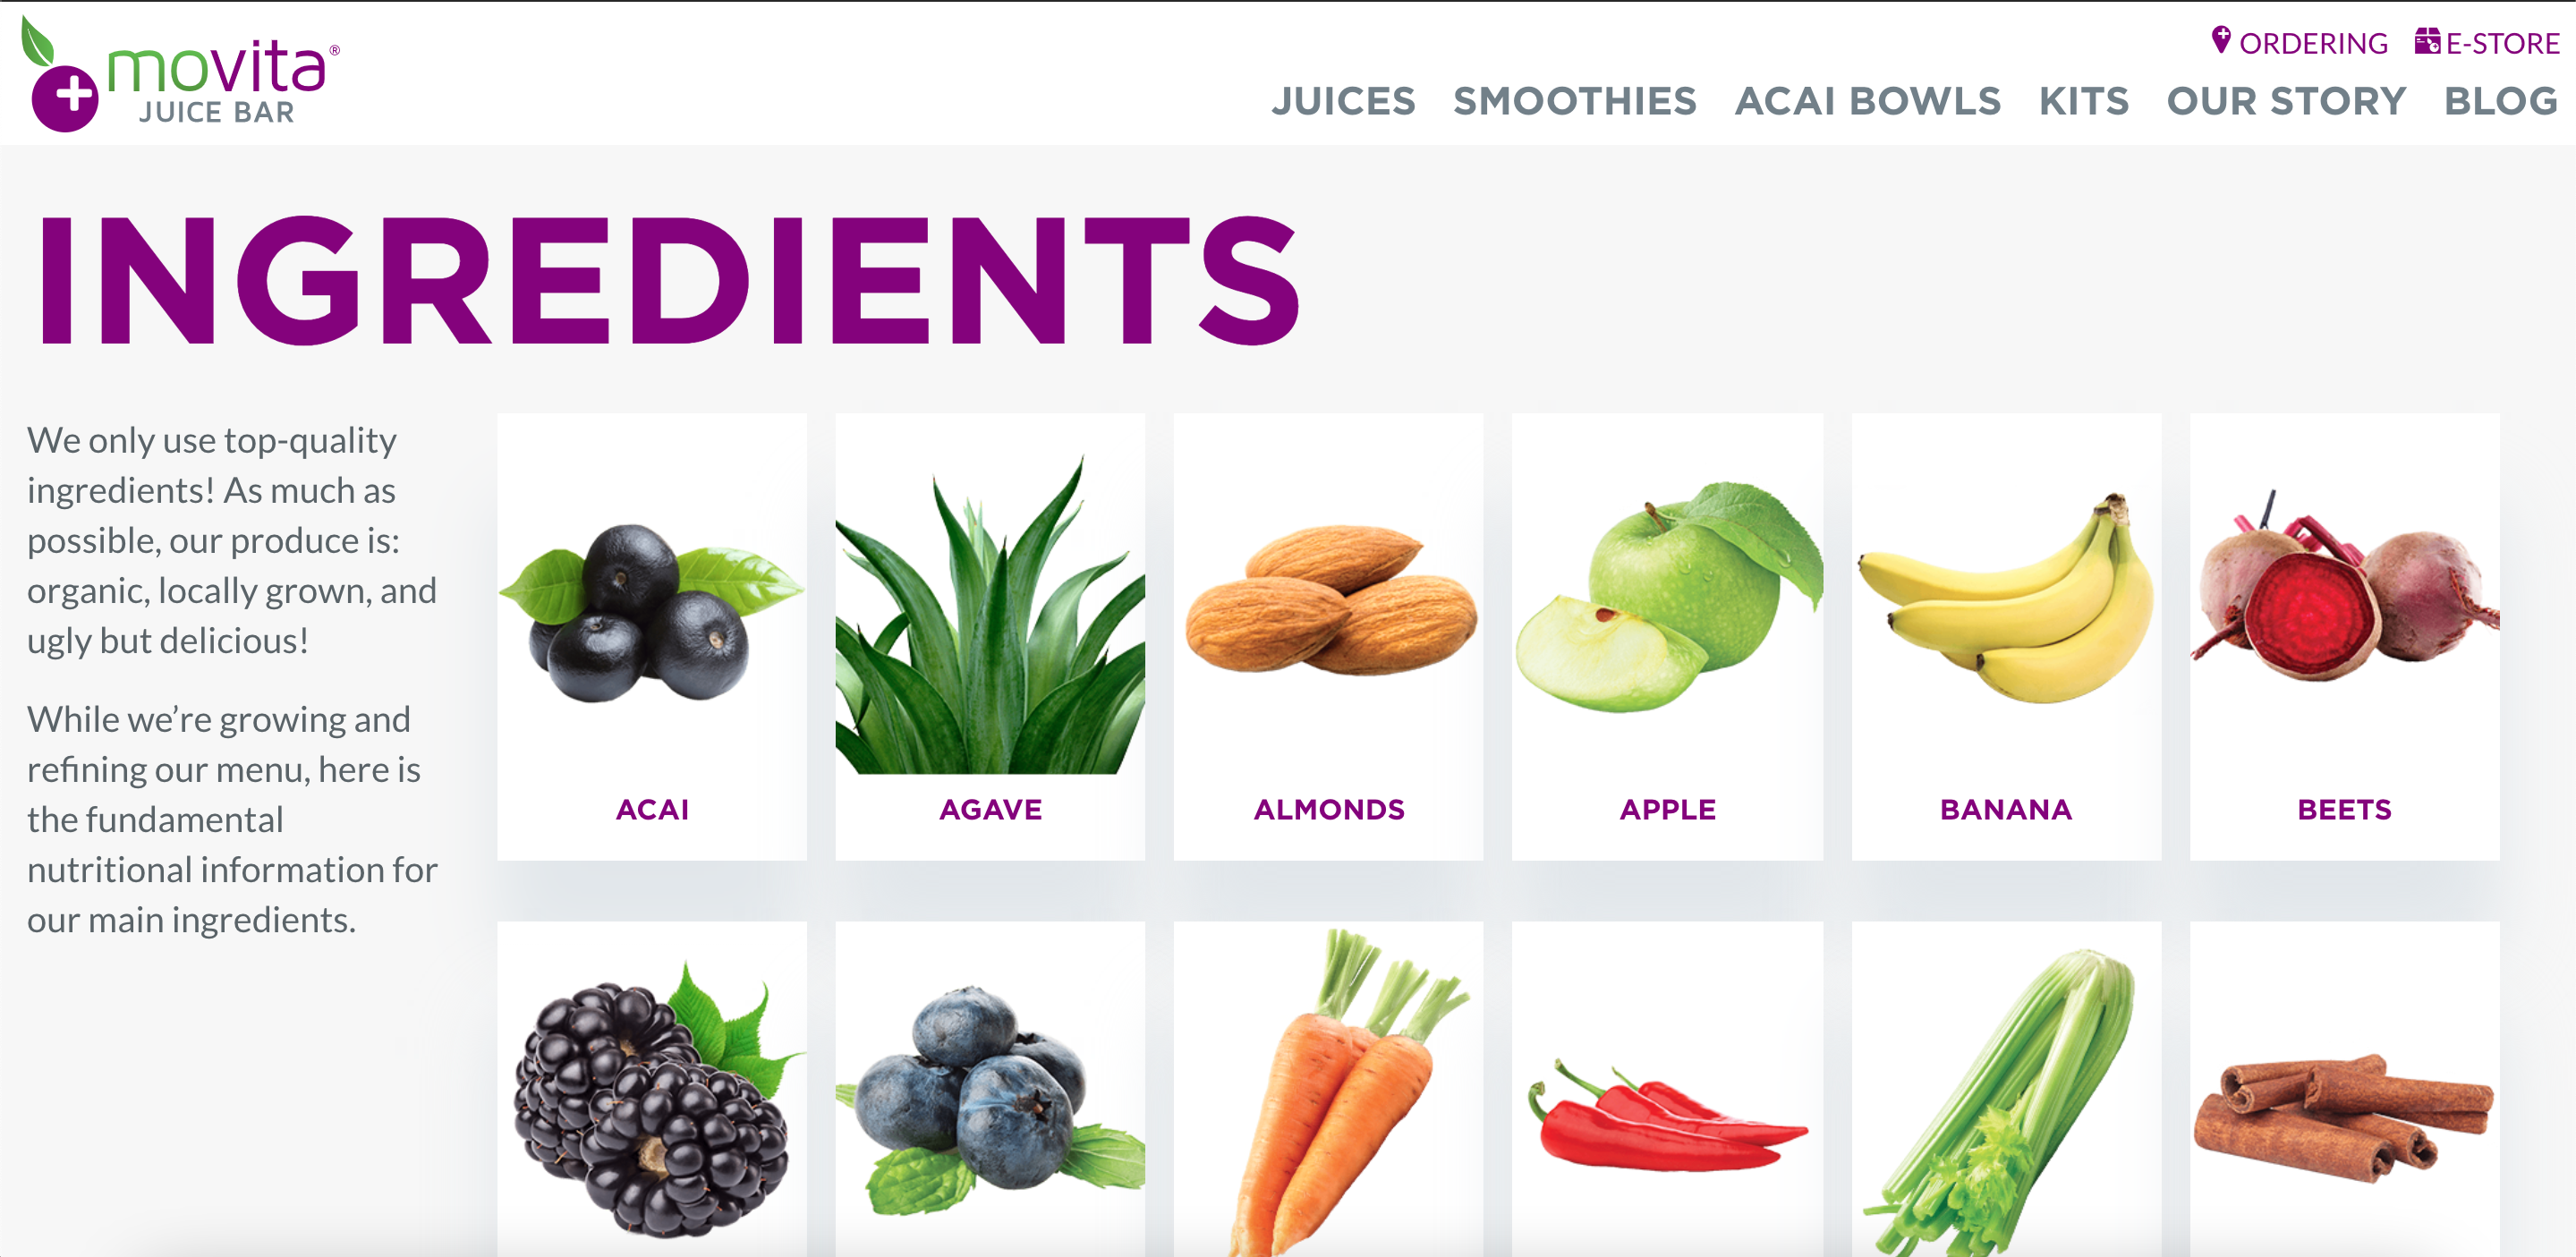 movita®
JUICE BAR
ORDERING E-STORE
JUICES SMOOTHIES ACAI BOWLS KITS OUR STORY BLOG
INGREDIENTS
We only use top-quality
ingredients! As much as
possible, our produce is:
organic, locally grown, and
ugly but delicious!
While we’re growing and
refining our menu, here is
the fundamental
nutritional information for
our main ingredients.
ACAI AGAVE ALMONDS APPLE BANANA BEETS